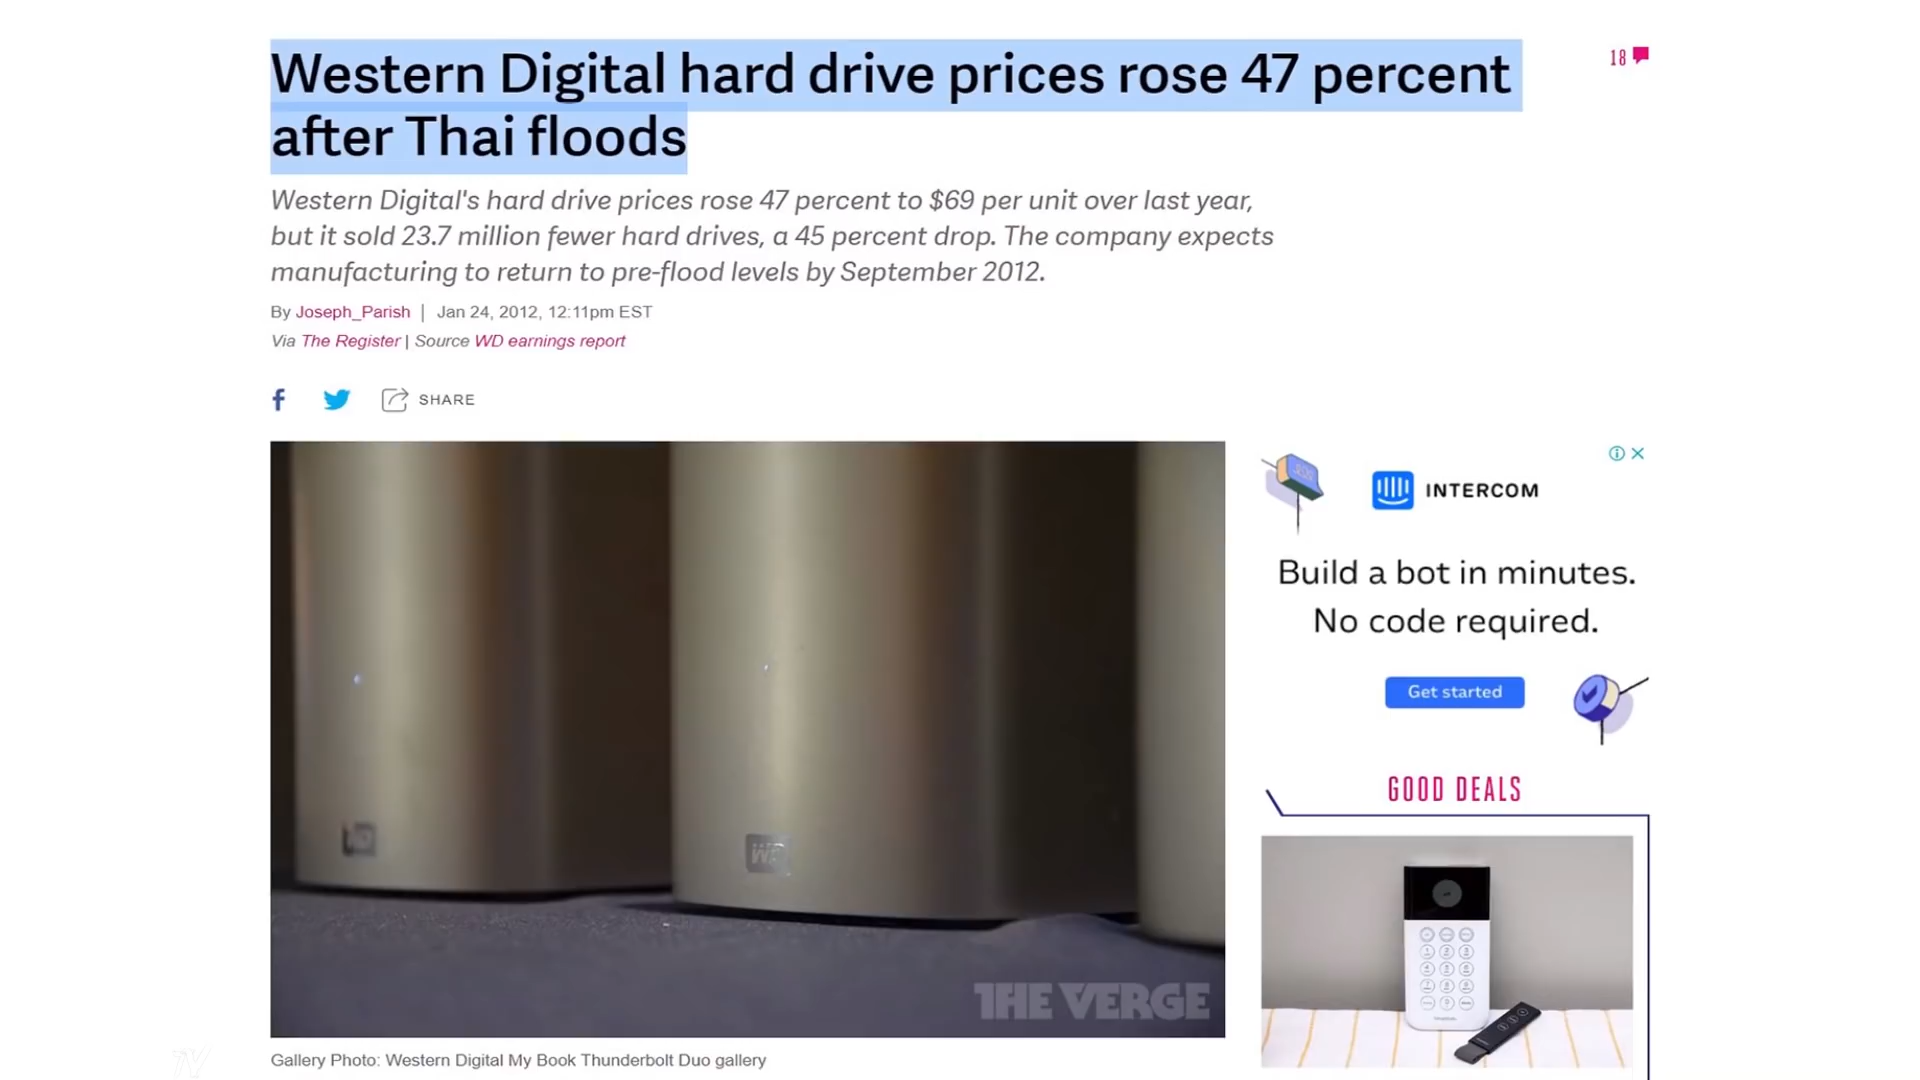 Western Digital hard drive prices rose 47 percent
after Thai floods
18
Western Digital's hard drive prices rose 47 percent to $69 per unit over last year,
but it sold 23.7 million fewer hard drives, a 45 percent drop. The company expects
manufacturing to return to pre-flood levels by September 2012.
By Joseph_Parish | Jan 24, 2012, 12:11pm EST
Via The Register | Source WD earnings report
SHARE
INTERCOM
Build a bot in minutes.
No code required.
Get started
GOOD DEALS
WD
WD
THE VERGE
Gallery Photo: Western Digital My Book Thunderbolt Duo gallery